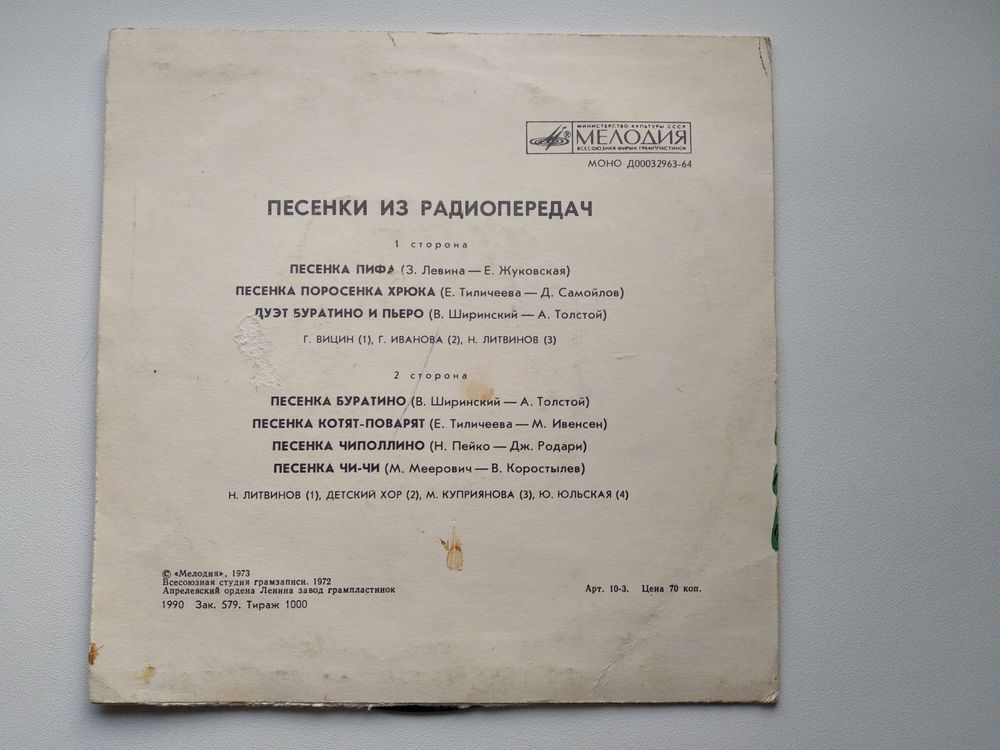 МИНИСТЕРСТВО КУЛЬТУРЫ СССР
МЕЛОДИЯ
ВСЕСОЮЗНАЯ ФИРМА ГРАМПЛАСТИНОК
МОНО Д00032963-64
ПЕСЕНКИ ИЗ РАДИОПЕРЕДАЧ
1 сторона
ПЕСЕНКА ПИФА (З. Левина — Е. Жуковская)
ПЕСЕНКА ПОРОСЕНКА ХРЮКА (Е. Тиличеева — Д. Самойлов)
ДУЭТ БУРАТИНО И ПЬЕРО (В. Ширинский — А. Толстой)
Г. ВИЦИН (1), Г. ИВАНОВА (2), Н. ЛИТВИНОВ (3)
2 сторона
ПЕСЕНКА БУРАТИНО (В. Ширинский — А. Толстой)
ПЕСЕНКА КОТЯТ-ПОВАРЯТ (Е. Тиличеева — М. Ивенсен)
ПЕСЕНКА ЧИПОЛЛИНО (Н. Пейко — Дж. Родари)
ПЕСЕНКА ЧИ-ЧИ (М. Меерович — В. Коростылев)
Н. ЛИТВИНОВ (1), ДЕТСКИЙ ХОР (2), М. КУПРИЯНОВА (3), Ю. ЮЛЬСКАЯ (4)
© «Мелодия», 1973
Всесоюзная студия грамзаписи. 1972
Апрелевский ордена Ленина завод грампластинок
Арт. 10-3. Цена 70 коп.
1990 Зак. 579. Тираж 1000